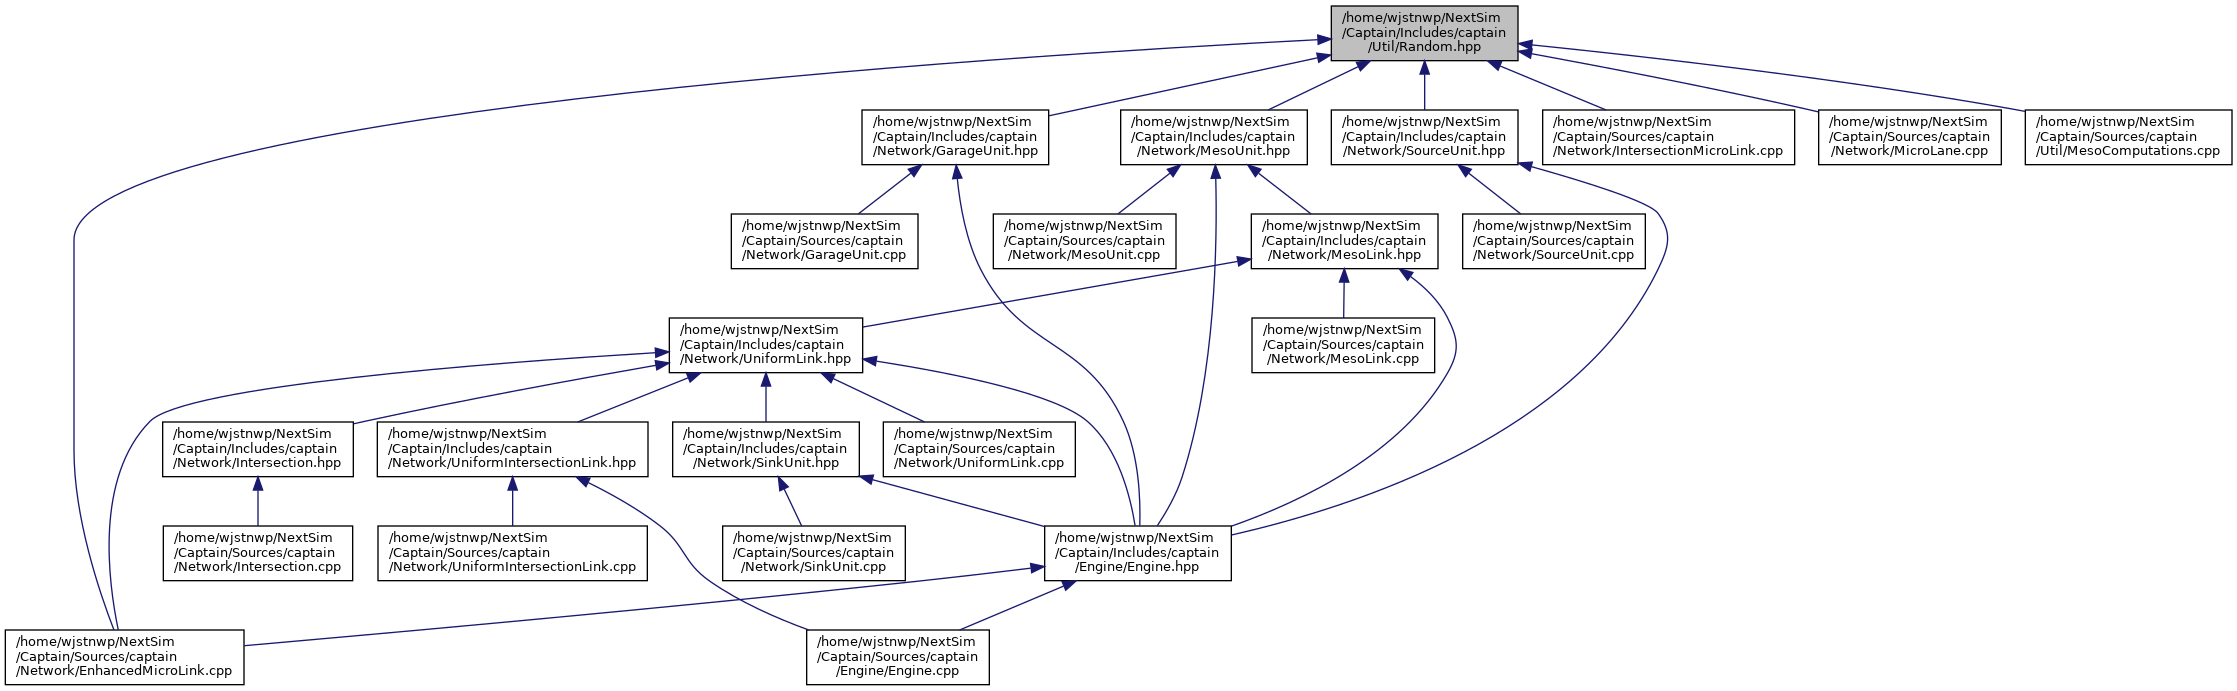 /home/wjstnwp/NextSim
/Captain/Includes/captain
/Util/Random.hpp
/home/wjstnwp/NextSim
/Captain/Includes/captain
/Network/GarageUnit.hpp
/home/wjstnwp/NextSim
/Captain/Includes/captain
/Network/MesoUnit.hpp
/home/wjstnwp/NextSim
/Captain/Includes/captain
/Network/SourceUnit.hpp
/home/wjstnwp/NextSim
/Captain/Sources/captain
/Network/IntersectionMicroLink.cpp
/home/wjstnwp/NextSim
/Captain/Sources/captain
/Network/MicroLane.cpp
/home/wjstnwp/NextSim
/Captain/Sources/captain
/Util/MesoComputations.cpp
/home/wjstnwp/NextSim
/Captain/Sources/captain
/Network/GarageUnit.cpp
/home/wjstnwp/NextSim
/Captain/Sources/captain
/Network/MesoUnit.cpp
/home/wjstnwp/NextSim
/Captain/Includes/captain
/Network/MesoLink.hpp
/home/wjstnwp/NextSim
/Captain/Sources/captain
/Network/SourceUnit.cpp
/home/wjstnwp/NextSim
/Captain/Includes/captain
/Network/UniformLink.hpp
/home/wjstnwp/NextSim
/Captain/Sources/captain
/Network/MesoLink.cpp
/home/wjstnwp/NextSim
/Captain/Includes/captain
/Network/Intersection.hpp
/home/wjstnwp/NextSim
/Captain/Includes/captain
/Network/UniformIntersectionLink.hpp
/home/wjstnwp/NextSim
/Captain/Includes/captain
/Network/SinkUnit.hpp
/home/wjstnwp/NextSim
/Captain/Sources/captain
/Network/UniformLink.cpp
/home/wjstnwp/NextSim
/Captain/Sources/captain
/Network/Intersection.cpp
/home/wjstnwp/NextSim
/Captain/Sources/captain
/Network/UniformIntersectionLink.cpp
/home/wjstnwp/NextSim
/Captain/Sources/captain
/Network/SinkUnit.cpp
/home/wjstnwp/NextSim
/Captain/Includes/captain
/Engine/Engine.hpp
/home/wjstnwp/NextSim
/Captain/Sources/captain
/Network/EnhancedMicroLink.cpp
/home/wjstnwp/NextSim
/Captain/Sources/captain
/Engine/Engine.cpp